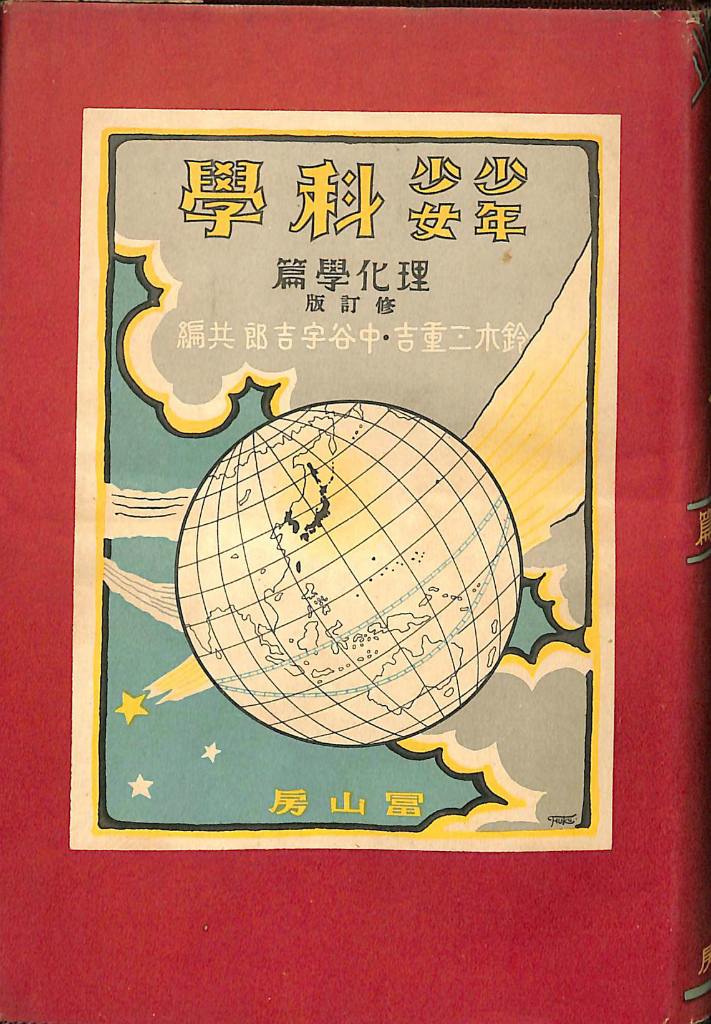 少年少女科學
理化學篇
修訂版
鈴木三重吉・中谷宇吉郎共編
冨山房
篇